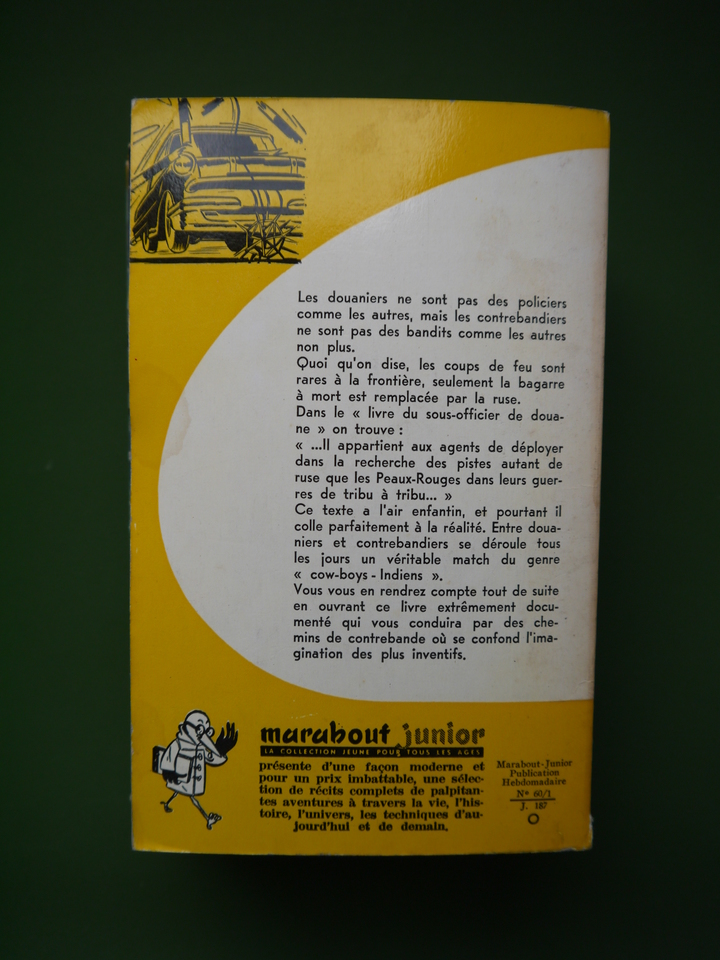 Les douaniers ne sont pas des policiers
comme les autres, mais les contrebandiers
ne sont pas des bandits comme les autres
non plus.
Quoi qu'on dise, les coups de feu sont
rares à la frontière, seulement la bagarre
à mort est remplacée par la ruse.
Dans le « livre du sous-officier de doua-
ne » on trouve :
« ...Il appartient aux agents de déployer
dans la recherche des pistes autant de
ruse que les Peaux-Rouges dans leurs guer-
res de tribu à tribu... »
Ce texte a l'air enfantin, et pourtant il
colle parfaitement à la réalité. Entre doua-
niers et contrebandiers se déroule tous
les jours un véritable match du genre
« cow-boys - Indiens ».
Vous vous en rendrez compte tout de suite
en ouvrant ce livre extrêmement docu-
menté qui vous conduira par des che-
mins de contrebande où se confond l'ima-
gination des plus inventifs.
marabout junior
LA COLLECTION JEUNE POUR TOUS LES AGES
présente d'une façon moderne et
pour un prix imbattable, une sélec-
tion de récits complets de palpitan-
tes aventures à travers la vie, l'his-
toire, l'univers, les techniques d'au-
jourd'hui et de demain.
Marabout-Junior
Publication
Hebdomadaire
N° 60/1
J. 187